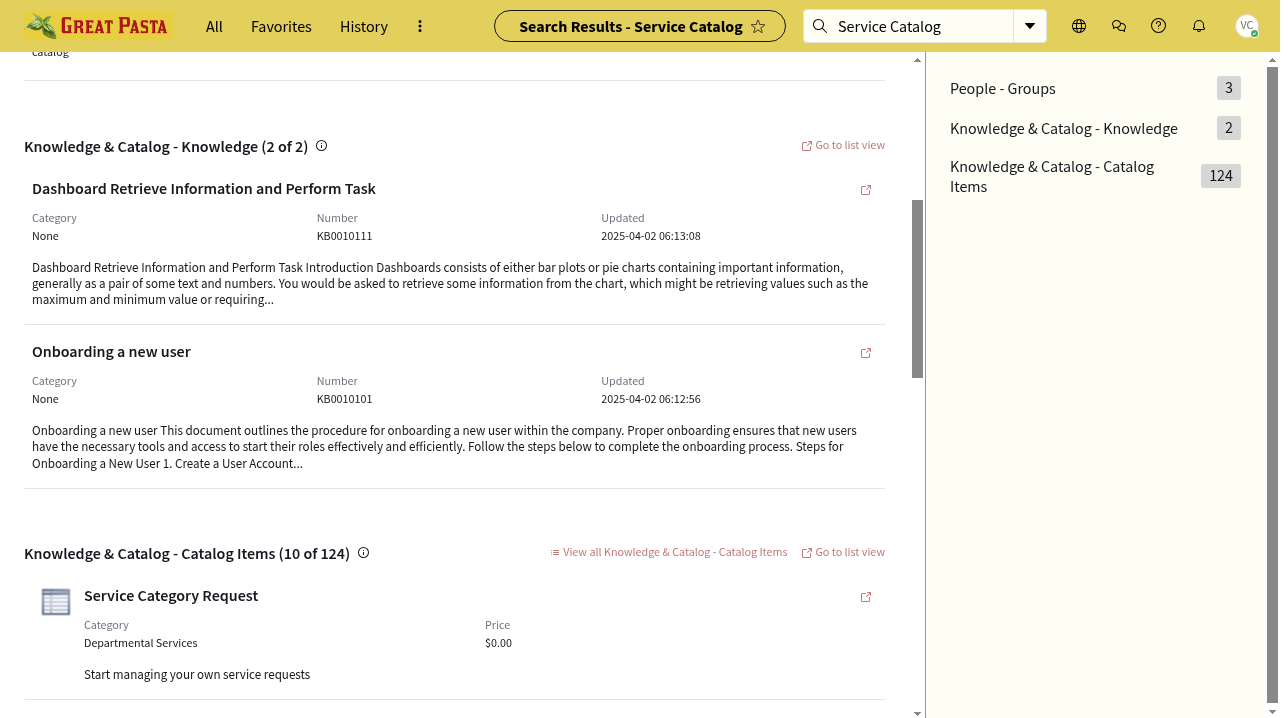 GREAT PASTA
All
Favorites
History
Search Results - Service Catalog
Service Catalog
VC
catalog
Knowledge & Catalog - Knowledge (2 of 2)
Go to list view
Dashboard Retrieve Information and Perform Task
Category
Number
Updated
None
KB0010111
2025-04-02 06:13:08
Dashboard Retrieve Information and Perform Task Introduction Dashboards consists of either bar plots or pie charts containing important information,
generally as a pair of some text and numbers. You would be asked to retrieve some information from the chart, which might be retrieving values such as the
maximum and minimum value or requiring...
Onboarding a new user
Category
Number
Updated
None
KB0010101
2025-04-02 06:12:56
Onboarding a new user This document outlines the procedure for onboarding a new user within the company. Proper onboarding ensures that new users
have the necessary tools and access to start their roles effectively and efficiently. Follow the steps below to complete the onboarding process. Steps for
Onboarding a New User 1. Create a User Account...
Knowledge & Catalog - Catalog Items (10 of 124)
View all Knowledge & Catalog - Catalog Items
Go to list view
Service Category Request
Category
Price
Departmental Services
$0.00
Start managing your own service requests
People - Groups
3
Knowledge & Catalog - Knowledge
2
Knowledge & Catalog - Catalog
Items
124